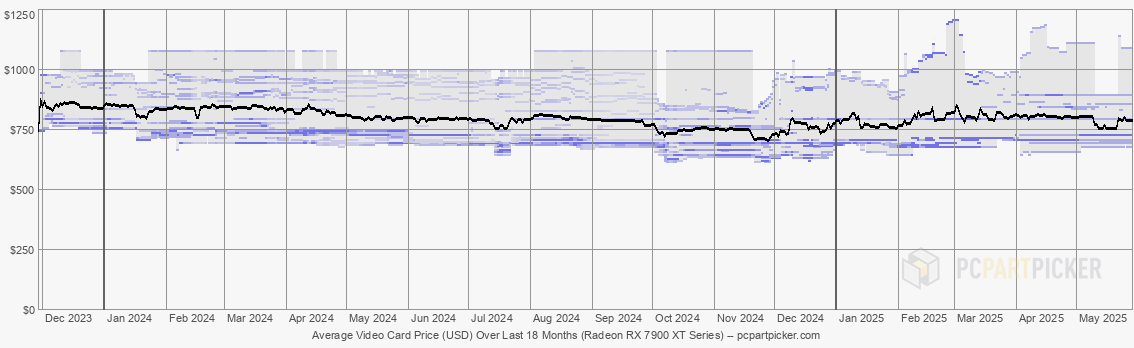 $1250
$1000
$750
$500
$250
$0
PCPARTPICKER
Dec 2023 Jan 2024 Feb 2024 Mar 2024 Apr 2024 May 2024 Jun 2024 Jul 2024 Aug 2024 Sep 2024 Oct 2024 Nov 2024 Dec 2024 Jan 2025 Feb 2025 Mar 2025 Apr 2025 May 2025
Average Video Card Price (USD) Over Last 18 Months (Radeon RX 7900 XT Series) -- pcpartpicker.com